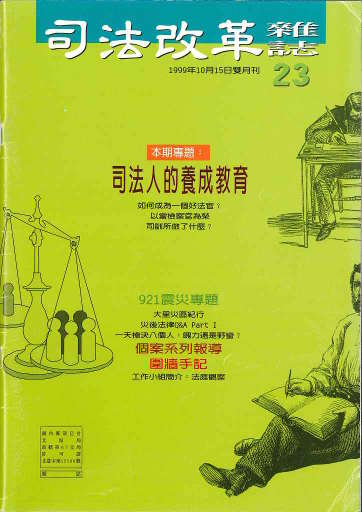 司法改革雜誌
1999年10月15日雙月刊
23
本期專題：
司法人的養成教育
如何成為一個好法官？
以當檢察官為榮
司訓所做了什麼？
921震災專題
大里災區紀行
災後法律Q&A Part I
一天槍決八個人，魄力還是野蠻？
個案系列報導
圍牆手記
工作小組簡介。法庭觀察
雜誌